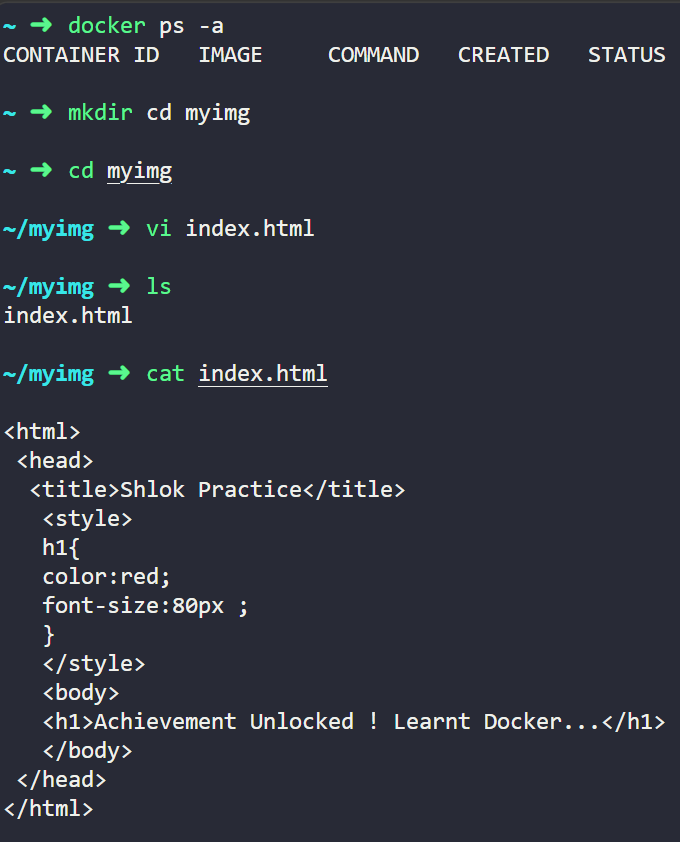 ~ ➜ docker ps -a
CONTAINER ID   IMAGE     COMMAND   CREATED   STATUS
~ ➜ mkdir cd myimg
~ ➜ cd myimg
~/myimg ➜ vi index.html
~/myimg ➜ ls
index.html
~/myimg ➜ cat index.html
<html>
 <head>
  <title>Shlok Practice</title>
   <style>
   h1{
   color:red;
   font-size:80px ;
   }
   </style>
   <body>
   <h1>Achievement Unlocked ! Learnt Docker...</h1>
   </body>
 </head>
</html>